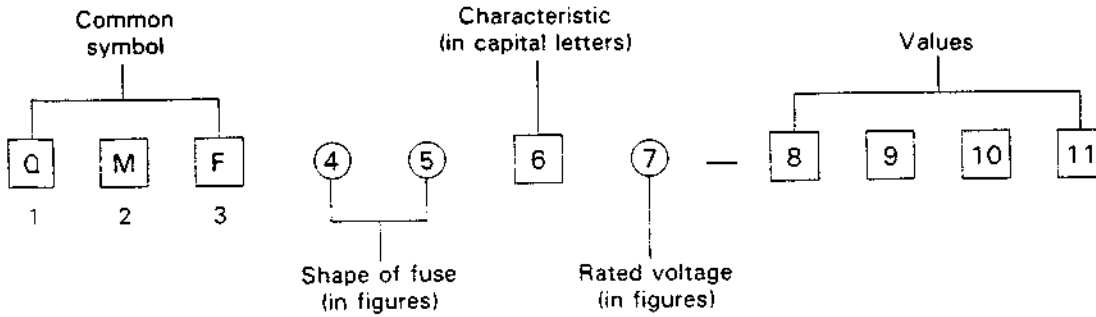 Common
symbol
Characteristic
(in capital letters)
Values
Q M F 4 5 6 7 — 8 9 10 11
1 2 3
Shape of fuse
(in figures)
Rated voltage
(in figures)